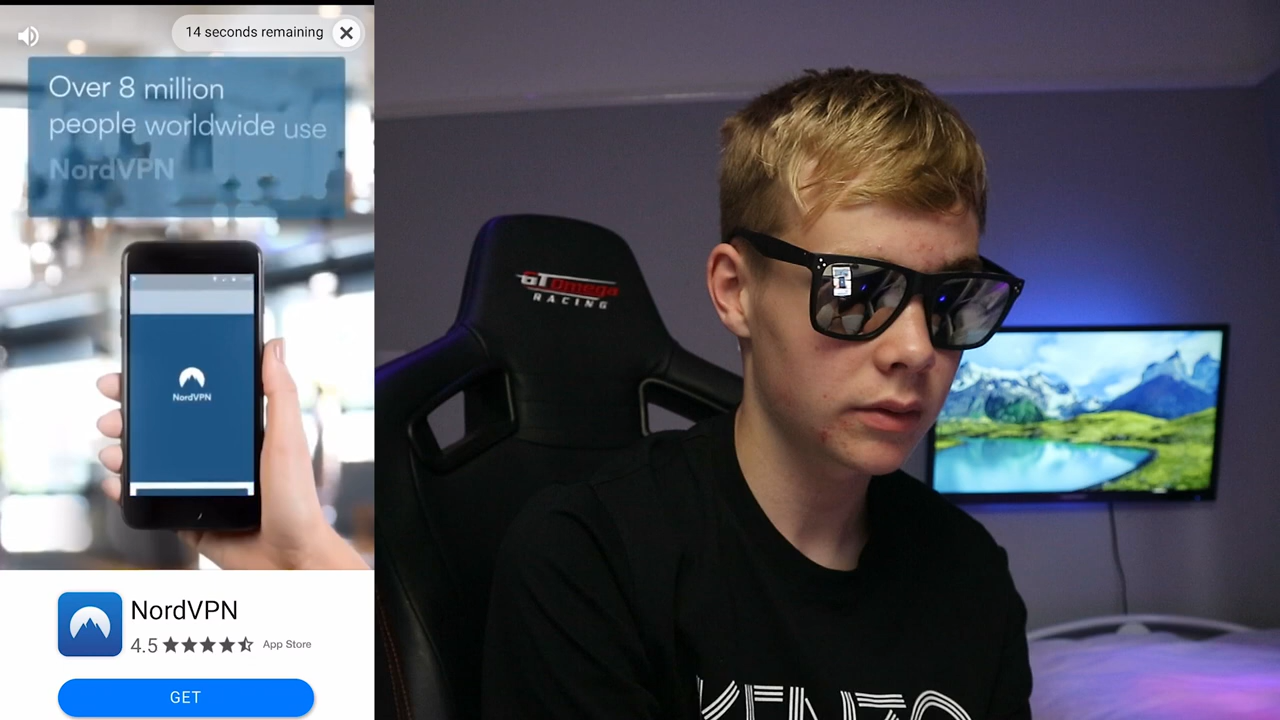 14 seconds remaining
Over 8 million
people worldwide use
NordVPN
NordVPN
NordVPN
4.5
App Store
GET
GT Omega
RACING
KENZO